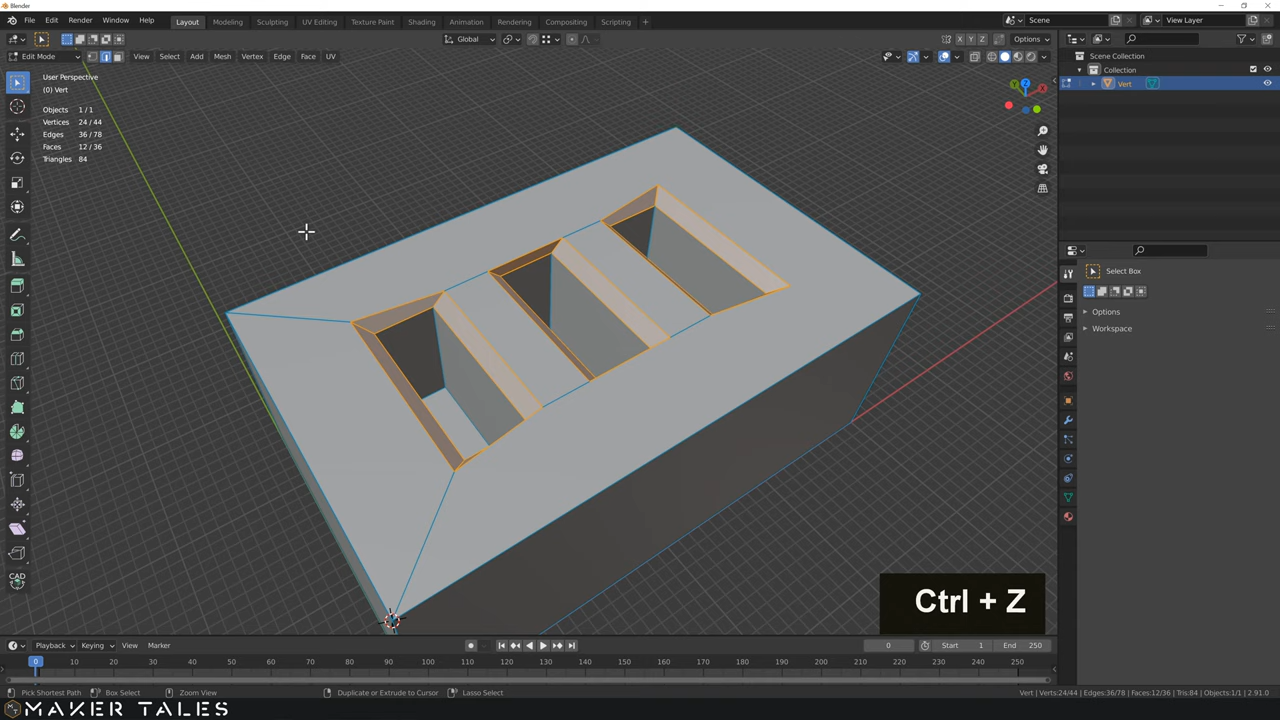 Blender
File Edit Render Window Help
Layout Modeling Sculpting UV Editing Texture Paint Shading Animation Rendering Compositing Scripting +
Scene
View Layer
Global
X Y Z
Options
Edit Mode
View Select Add Mesh Vertex Edge Face UV
User Perspective
(0) Vert
Objects 1 / 1
Vertices 24 / 44
Edges 36 / 78
Faces 12 / 36
Triangles 84
Y Z X
Scene Collection
Collection
Vert
Select Box
Options
Workspace
CAD
Ctrl + Z
Playback Keying View Marker
0
Start 1
End 250
0 10 20 30 40 50 60 70 80 90 100 110 120 130 140 150 160 170 180 190 200 210 220 230 240 250
Pick Shortest Path Box Select Zoom View Duplicate or Extrude to Cursor Lasso Select
Vert | Verts:24/44 | Edges:36/78 | Faces:12/36 | Tris:84 | Objects:1/1 | 2.91.0
MAKER TALES